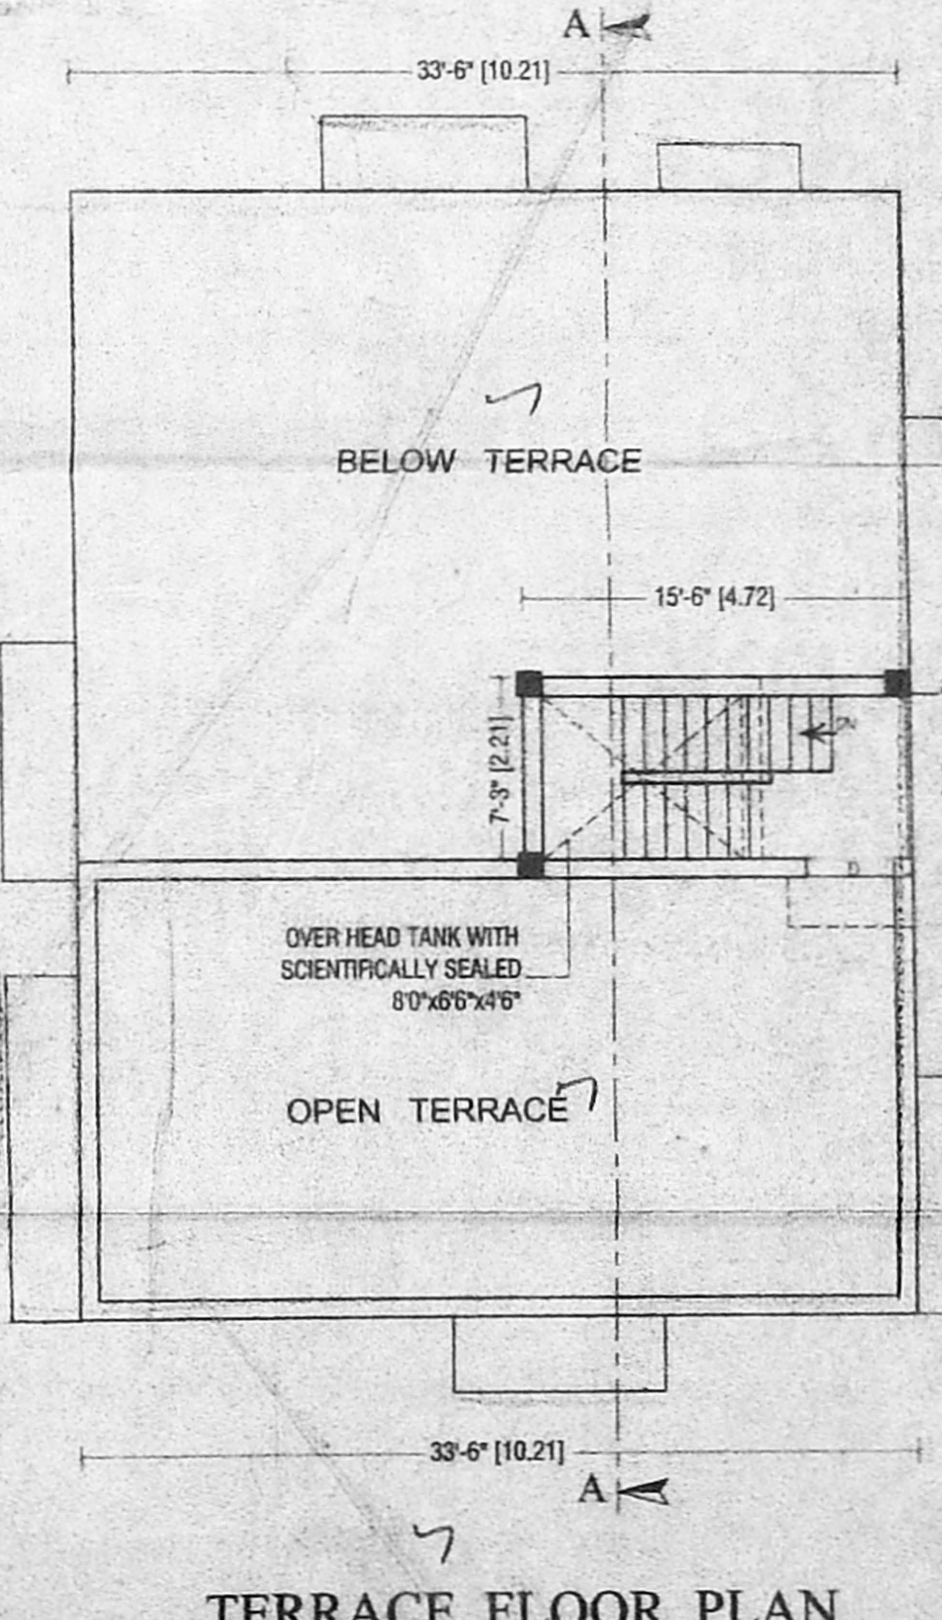 A
33'-6" [10.21]
BELOW TERRACE
15'-6" [4.72]
7'-3" [2.21]
D
OVER HEAD TANK WITH
SCIENTIFICALLY SEALED
8'0"x6'6"x4'6"
OPEN TERRACE
33'-6" [10.21]
A
TERRACE FLOOR PLAN